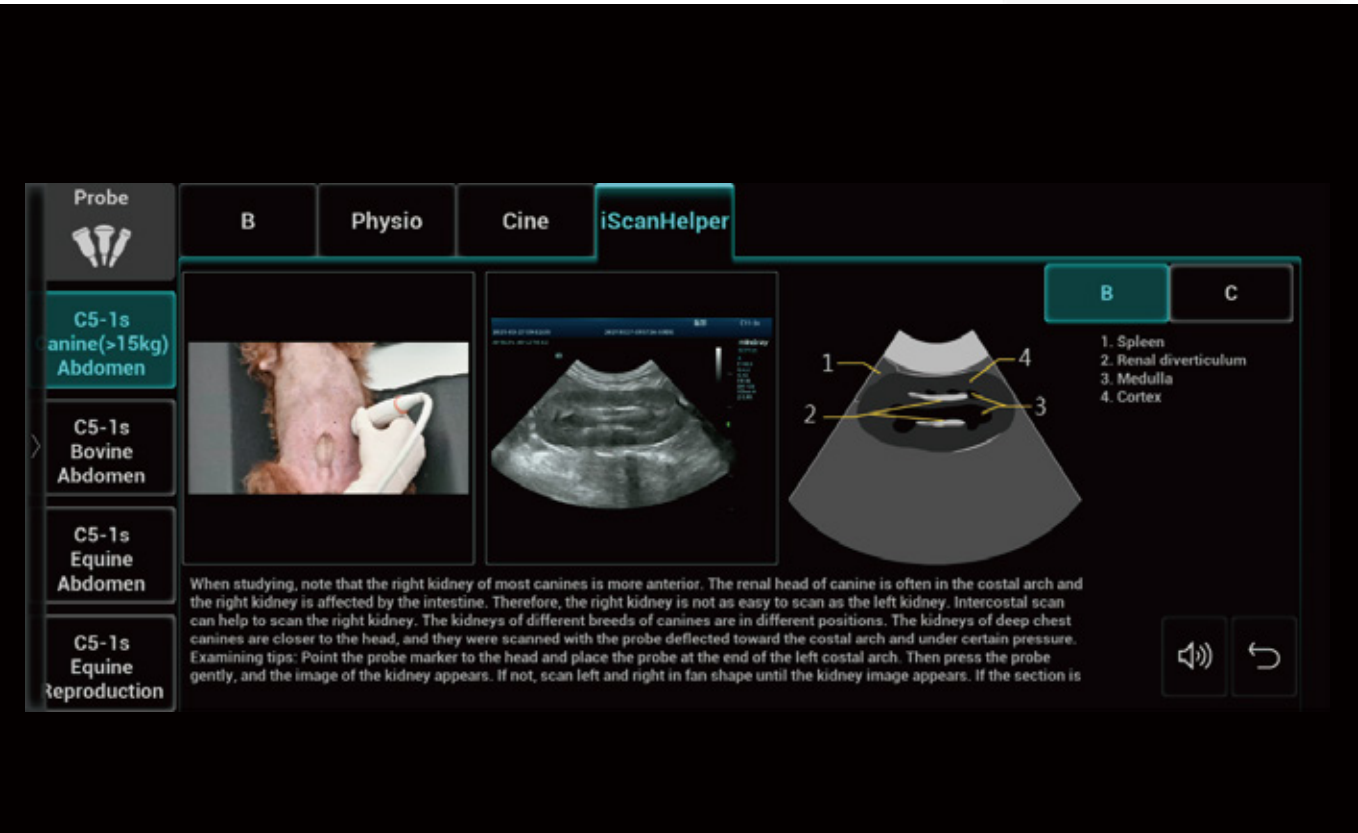 Probe
B
Physio
Cine
iScanHelper
C5-1s
anine(>15kg)
Abdomen
C5-1s
Bovine
Abdomen
C5-1s
Equine
Abdomen
C5-1s
Equine
Reproduction
B
C
1. Spleen
2. Renal diverticulum
3. Medulla
4. Cortex
1
2
4
3
When studying, note that the right kidney of most canines is more anterior. The renal head of canine is often in the costal arch and
the right kidney is affected by the intestine. Therefore, the right kidney is not as easy to scan as the left kidney. Intercostal scan
can help to scan the right kidney. The kidneys of different breeds of canines are in different positions. The kidneys of deep chest
canines are closer to the head, and they were scanned with the probe deflected toward the costal arch and under certain pressure.
Examining tips: Point the probe marker to the head and place the probe at the end of the left costal arch. Then press the probe
gently, and the image of the kidney appears. If not, scan left and right in fan shape until the kidney image appears. If the section is